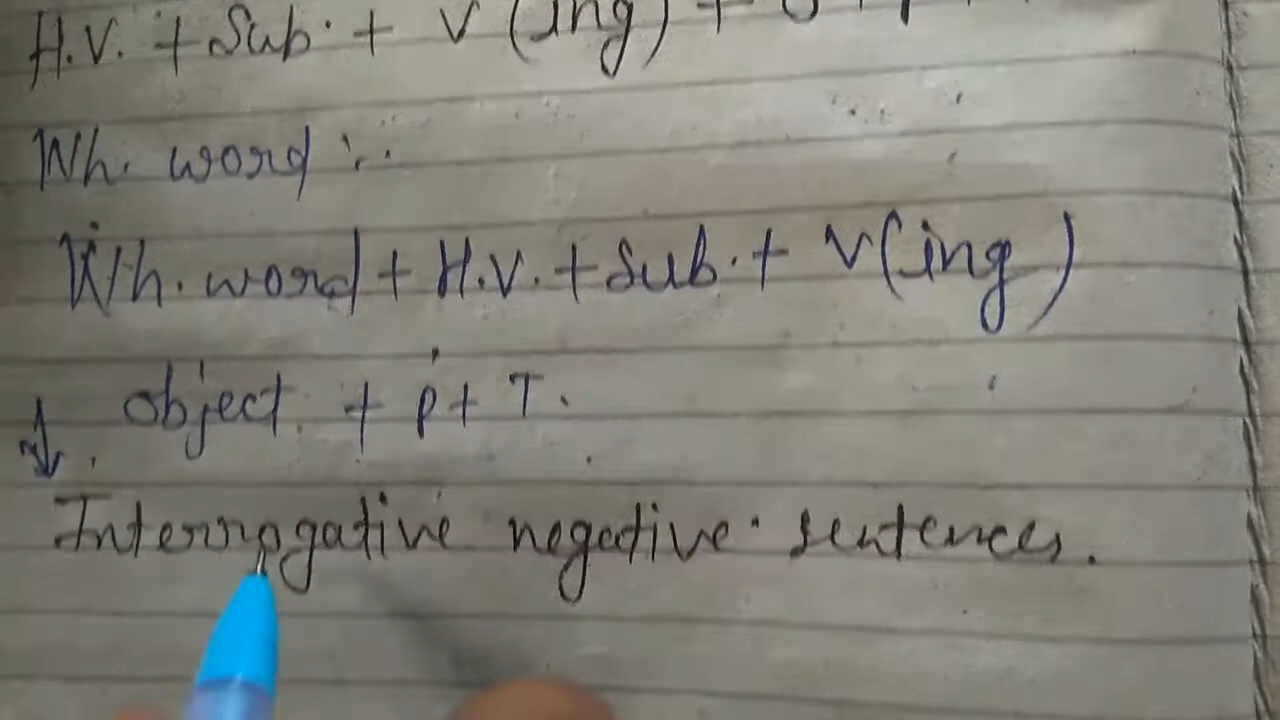 H.V. + Sub. + V (ing) + O + P +
Wh. word :-
Wh. word + H.V. + Sub. + V(ing)
object + P + T.
Interrogative negative sentences.